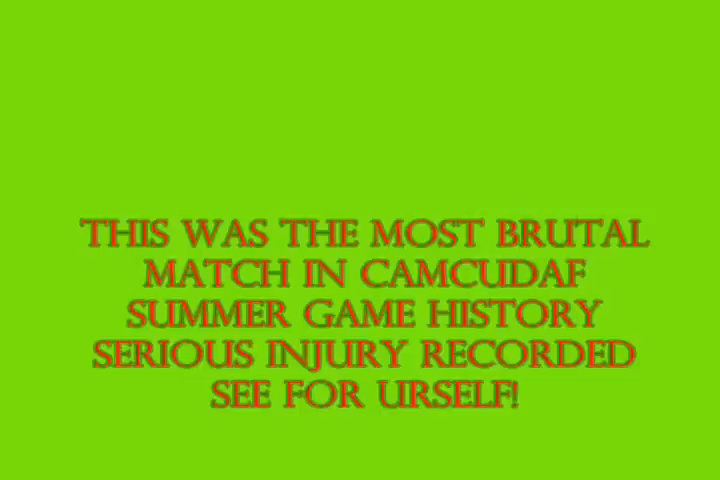 THIS WAS THE MOST BRUTAL
MATCH IN CAMCUDAF
SUMMER GAME HISTORY
SERIOUS INJURY RECORDED
SEE FOR URSELF!